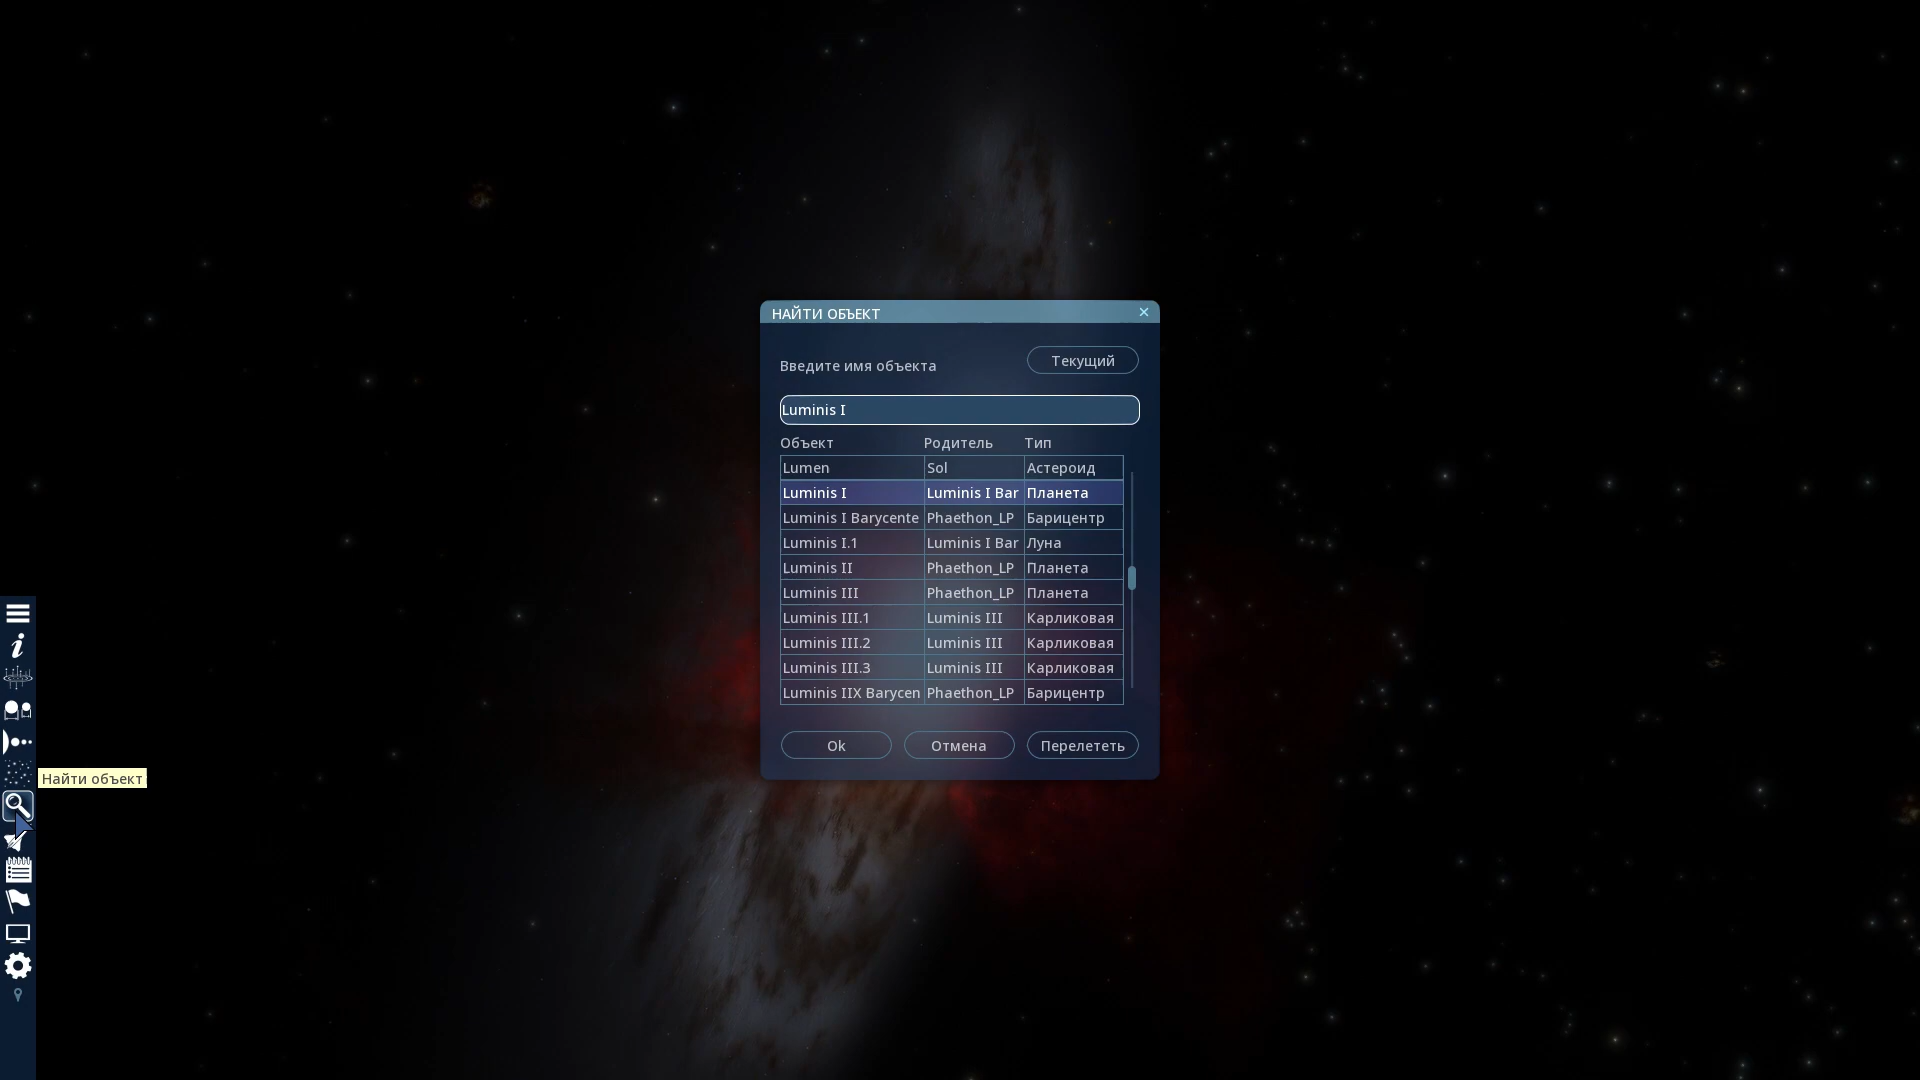 НАЙТИ ОБЪЕКТ
Введите имя объекта
Текущий
Luminis I
Объект Родитель Тип
Lumen Sol Астероид
Luminis I Luminis I Bar Планета
Luminis I Barycente Phaethon_LP Барицентр
Luminis I.1 Luminis I Bar Луна
Luminis II Phaethon_LP Планета
Luminis III Phaethon_LP Планета
Luminis III.1 Luminis III Карликовая
Luminis III.2 Luminis III Карликовая
Luminis III.3 Luminis III Карликовая
Luminis IIX Barycen Phaethon_LP Барицентр
Ok Отмена Перелететь
Найти объект